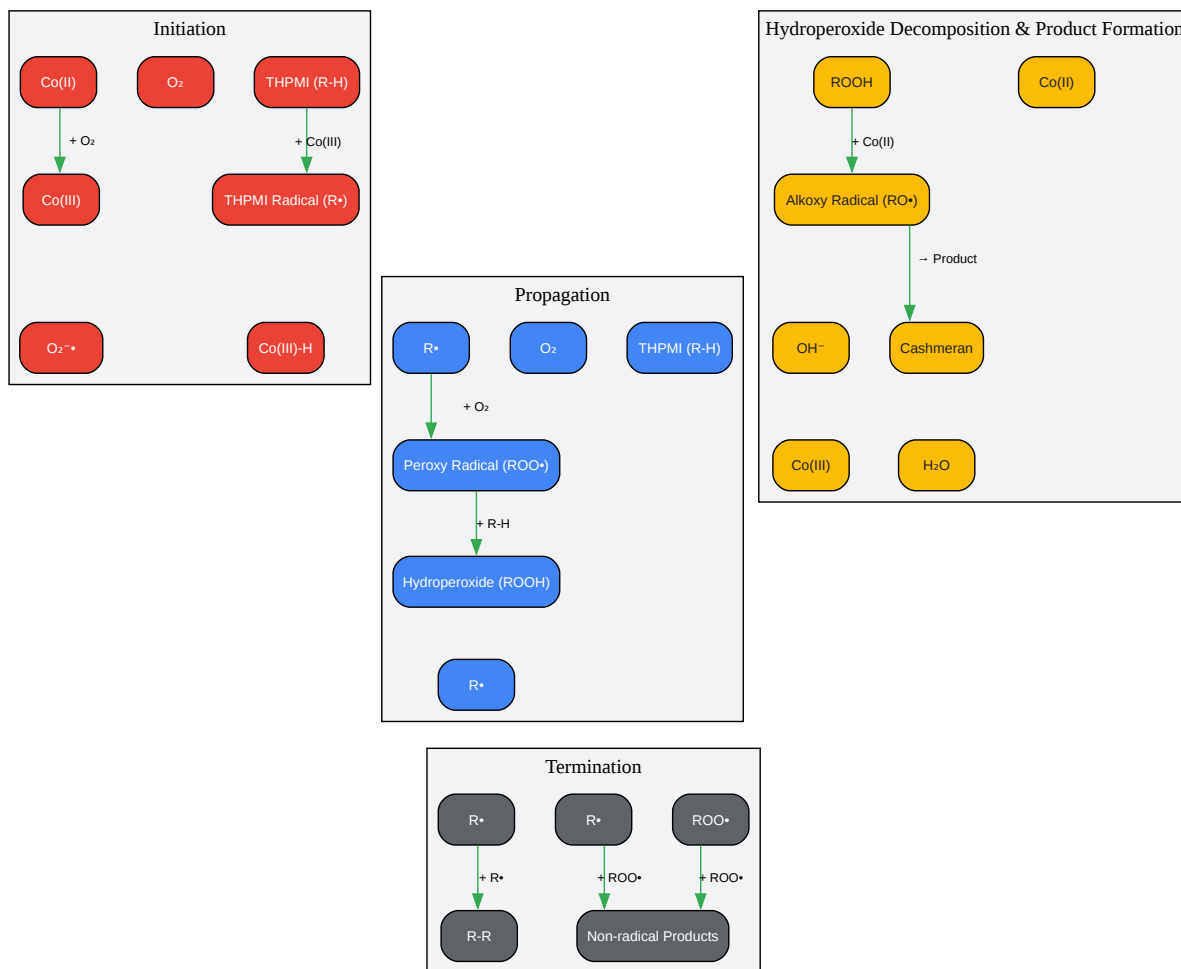 Initiation
Co(II)
O₂
THPMI (R-H)
+ O₂
+ Co(III)
Co(III)
THPMI Radical (R•)
O₂⁻•
Co(III)-H
Propagation
R•
O₂
THPMI (R-H)
+ O₂
Peroxy Radical (ROO•)
+ R-H
Hydroperoxide (ROOH)
R•
Hydroperoxide Decomposition & Product Formation
ROOH
Co(II)
+ Co(II)
Alkoxy Radical (RO•)
→ Product
OH⁻
Cashmeran
Co(III)
H₂O
Termination
R•
R•
ROO•
+ R•
+ ROO•
+ ROO•
R-R
Non-radical Products